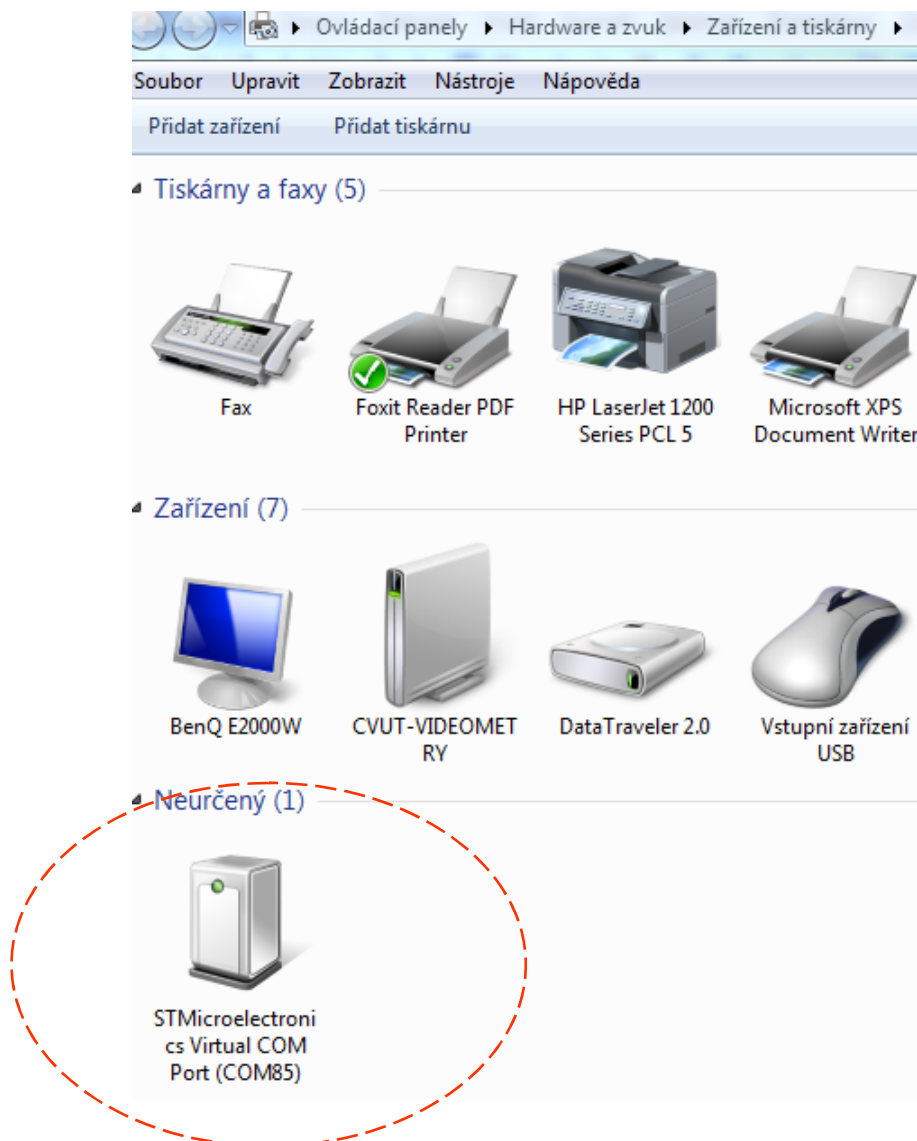 Ovládací panely Hardware a zvuk Zařízení a tiskárny
Soubor Upravit Zobrazit Nástroje Nápověda
Přidat zařízení Přidat tiskárnu
Tiskárny a faxy (5)
Fax
Foxit Reader PDF
Printer
HP LaserJet 1200
Series PCL 5
Microsoft XPS
Document Writer
Zařízení (7)
BenQ E2000W
CVUT-VIDEOMET
RY
DataTraveler 2.0
Vstupní zařízení
USB
Neurčený (1)
STMicroelectroni
cs Virtual COM
Port (COM85)